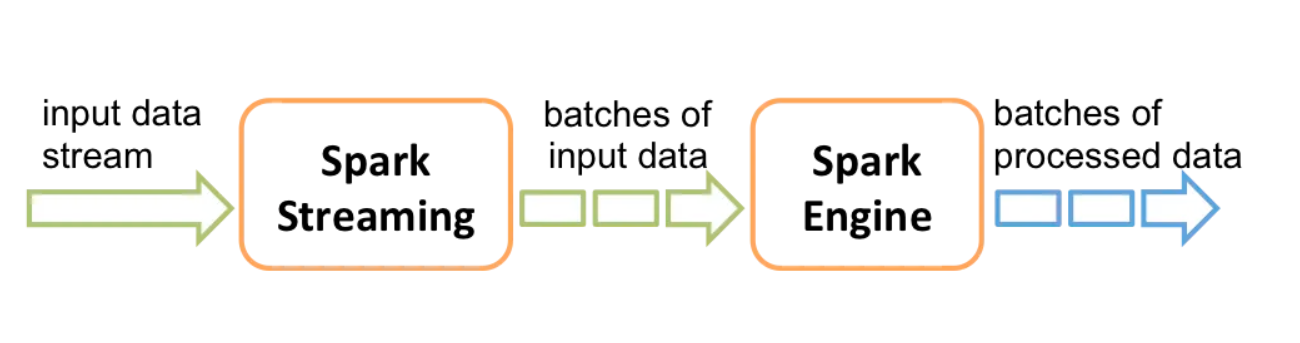 input data
stream
Spark
Streaming
batches of
input data
Spark
Engine
batches of
processed data